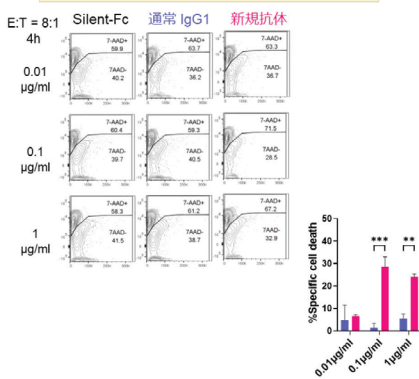 E:T = 8:1 Silent-Fc 通常 IgG1 新規抗体
4h
0.01
µg/ml
7-AAD+
59.9
7AAD-
40.2
7-AAD+
63.7
7AAD-
36.2
7-AAD+
63.3
7AAD-
36.7
0.1
µg/ml
7-AAD+
60.4
7AAD-
39.7
7-AAD+
59.3
7AAD-
40.5
7-AAD+
71.5
7AAD-
28.5
1
µg/ml
7-AAD+
58.3
7AAD-
41.5
7-AAD+
61.2
7AAD-
38.7
7-AAD+
67.2
7AAD-
32.9
%Specific cell death
50
40
30
20
10
0
*** **
0.01µg/ml 0.1µg/ml 1µg/ml